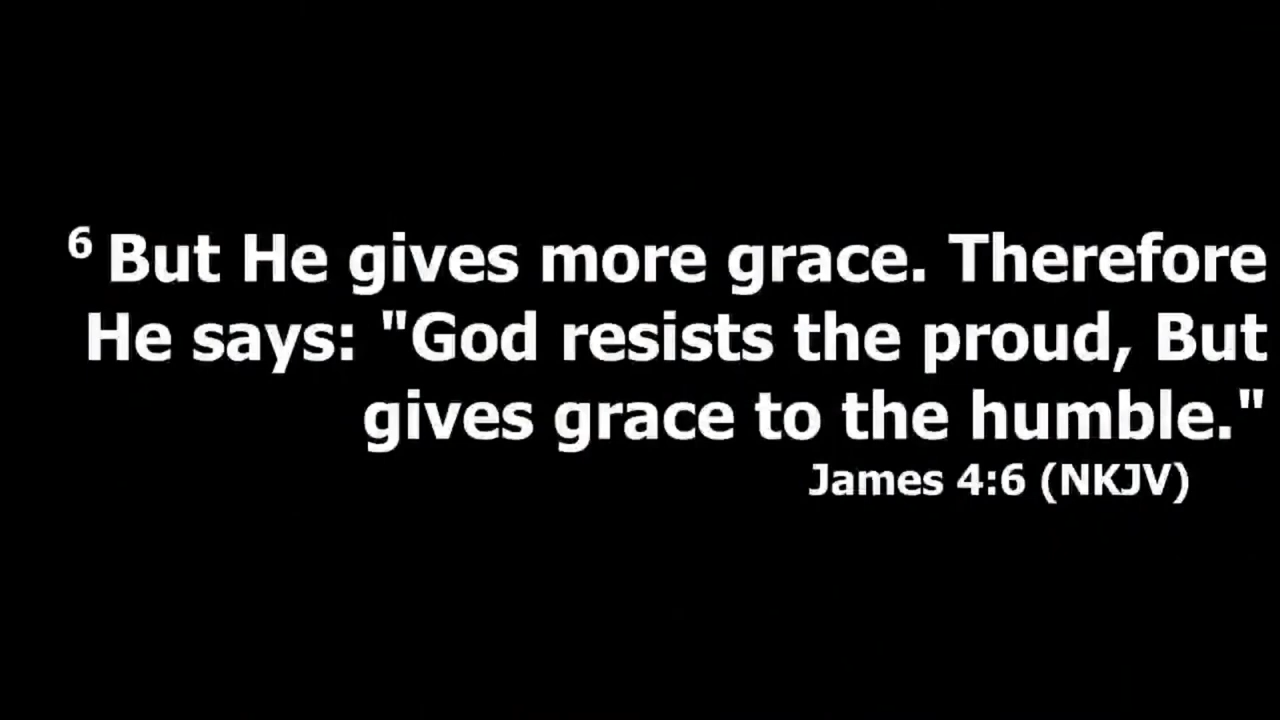 6 But He gives more grace. Therefore
He says: "God resists the proud, But
gives grace to the humble."
James 4:6 (NKJV)